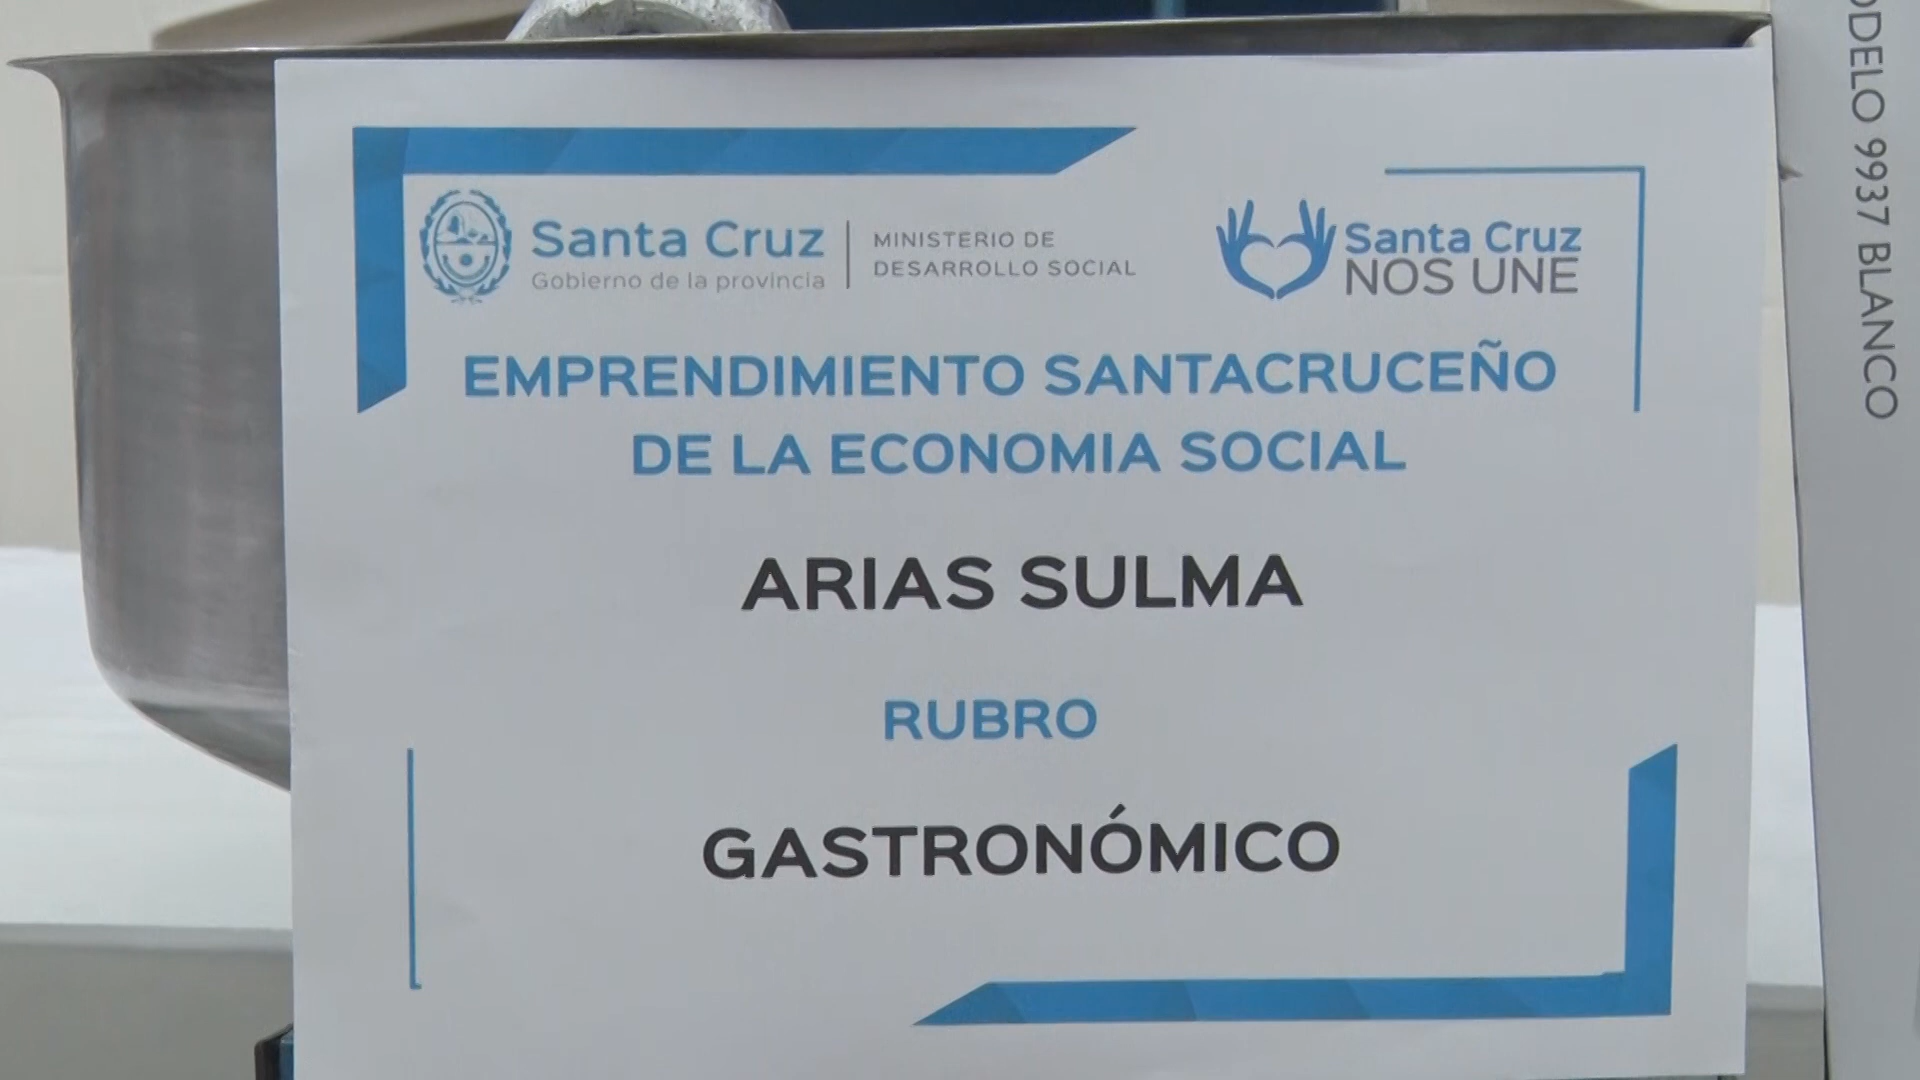 Santa Cruz
Gobierno de la provincia
MINISTERIO DE
DESARROLLO SOCIAL
Santa Cruz
NOS UNE
EMPRENDIMIENTO SANTACRUCEÑO
DE LA ECONOMIA SOCIAL
ARIAS SULMA
RUBRO
GASTRONÓMICO
9937 BLANCO